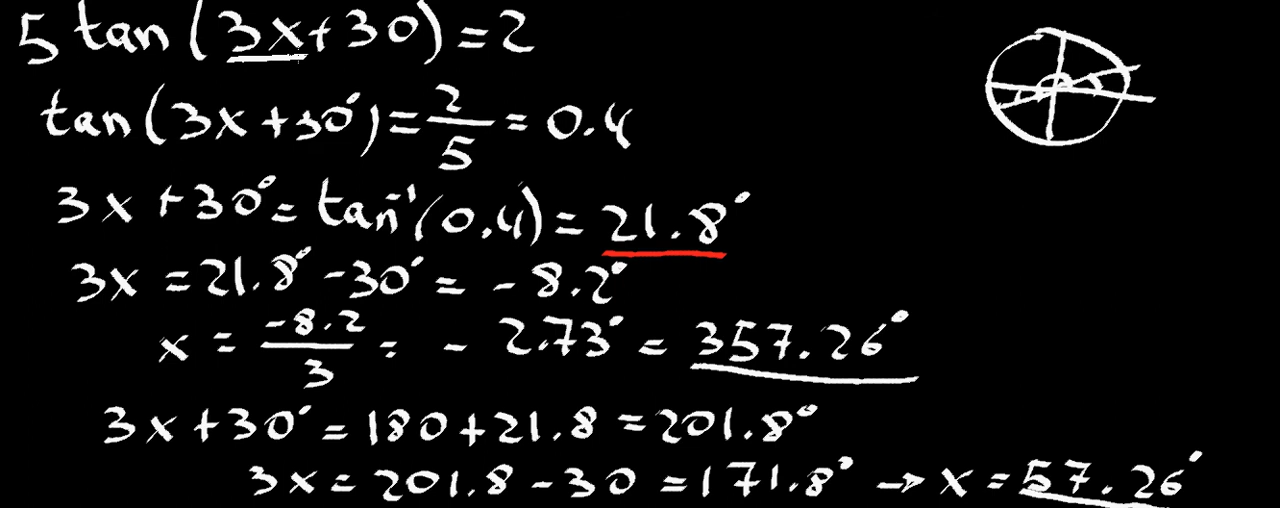 5 tan (3x+30) = 2
tan (3x+30°) = 2/5 = 0.4
3x+30° = tan⁻¹(0.4) = 21.8°
3x = 21.8° - 30° = - 8.2°
x = -8.2/3 = - 2.73° = 357.26°
3x+30° = 180+21.8 = 201.8°
3x = 201.8 - 30 = 171.8° → x = 57.26°